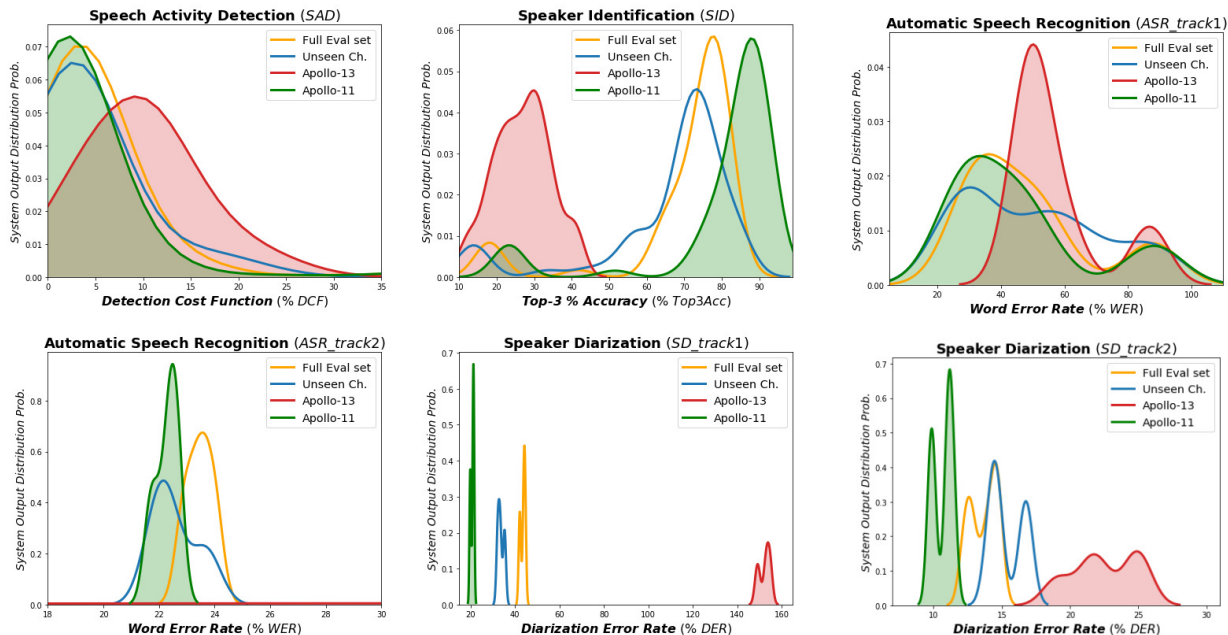 Speech Activity Detection (SAD)
System Output Distribution Prob.
0.07
0.06
0.05
0.04
0.03
0.02
0.01
0.00
Full Eval set
Unseen Ch.
Apollo-13
Apollo-11
0 5 10 15 20 25 30 35
Detection Cost Function (% DCF)
Speaker Identification (SID)
System Output Distribution Prob.
0.06
0.05
0.04
0.03
0.02
0.01
0.00
Full Eval set
Unseen Ch.
Apollo-13
Apollo-11
10 20 30 40 50 60 70 80 90
Top-3 % Accuracy (% Top3Acc)
Automatic Speech Recognition (ASR_track1)
System Output Distribution Prob.
0.04
0.03
0.02
0.01
0.00
Full Eval set
Unseen Ch.
Apollo-13
Apollo-11
20 40 60 80 100
Word Error Rate (% WER)
Automatic Speech Recognition (ASR_track2)
System Output Distribution Prob.
0.8
0.6
0.4
0.2
0.0
Full Eval set
Unseen Ch.
Apollo-13
Apollo-11
18 20 22 24 26 28 30
Word Error Rate (% WER)
Speaker Diarization (SD_track1)
System Output Distribution Prob.
0.7
0.6
0.5
0.4
0.3
0.2
0.1
0.0
Full Eval set
Unseen Ch.
Apollo-13
Apollo-11
20 40 60 80 100 120 140 160
Diarization Error Rate (% DER)
Speaker Diarization (SD_track2)
System Output Distribution Prob.
0.7
0.6
0.5
0.4
0.3
0.2
0.1
0.0
Full Eval set
Unseen Ch.
Apollo-13
Apollo-11
10 15 20 25 30
Diarization Error Rate (% DER)